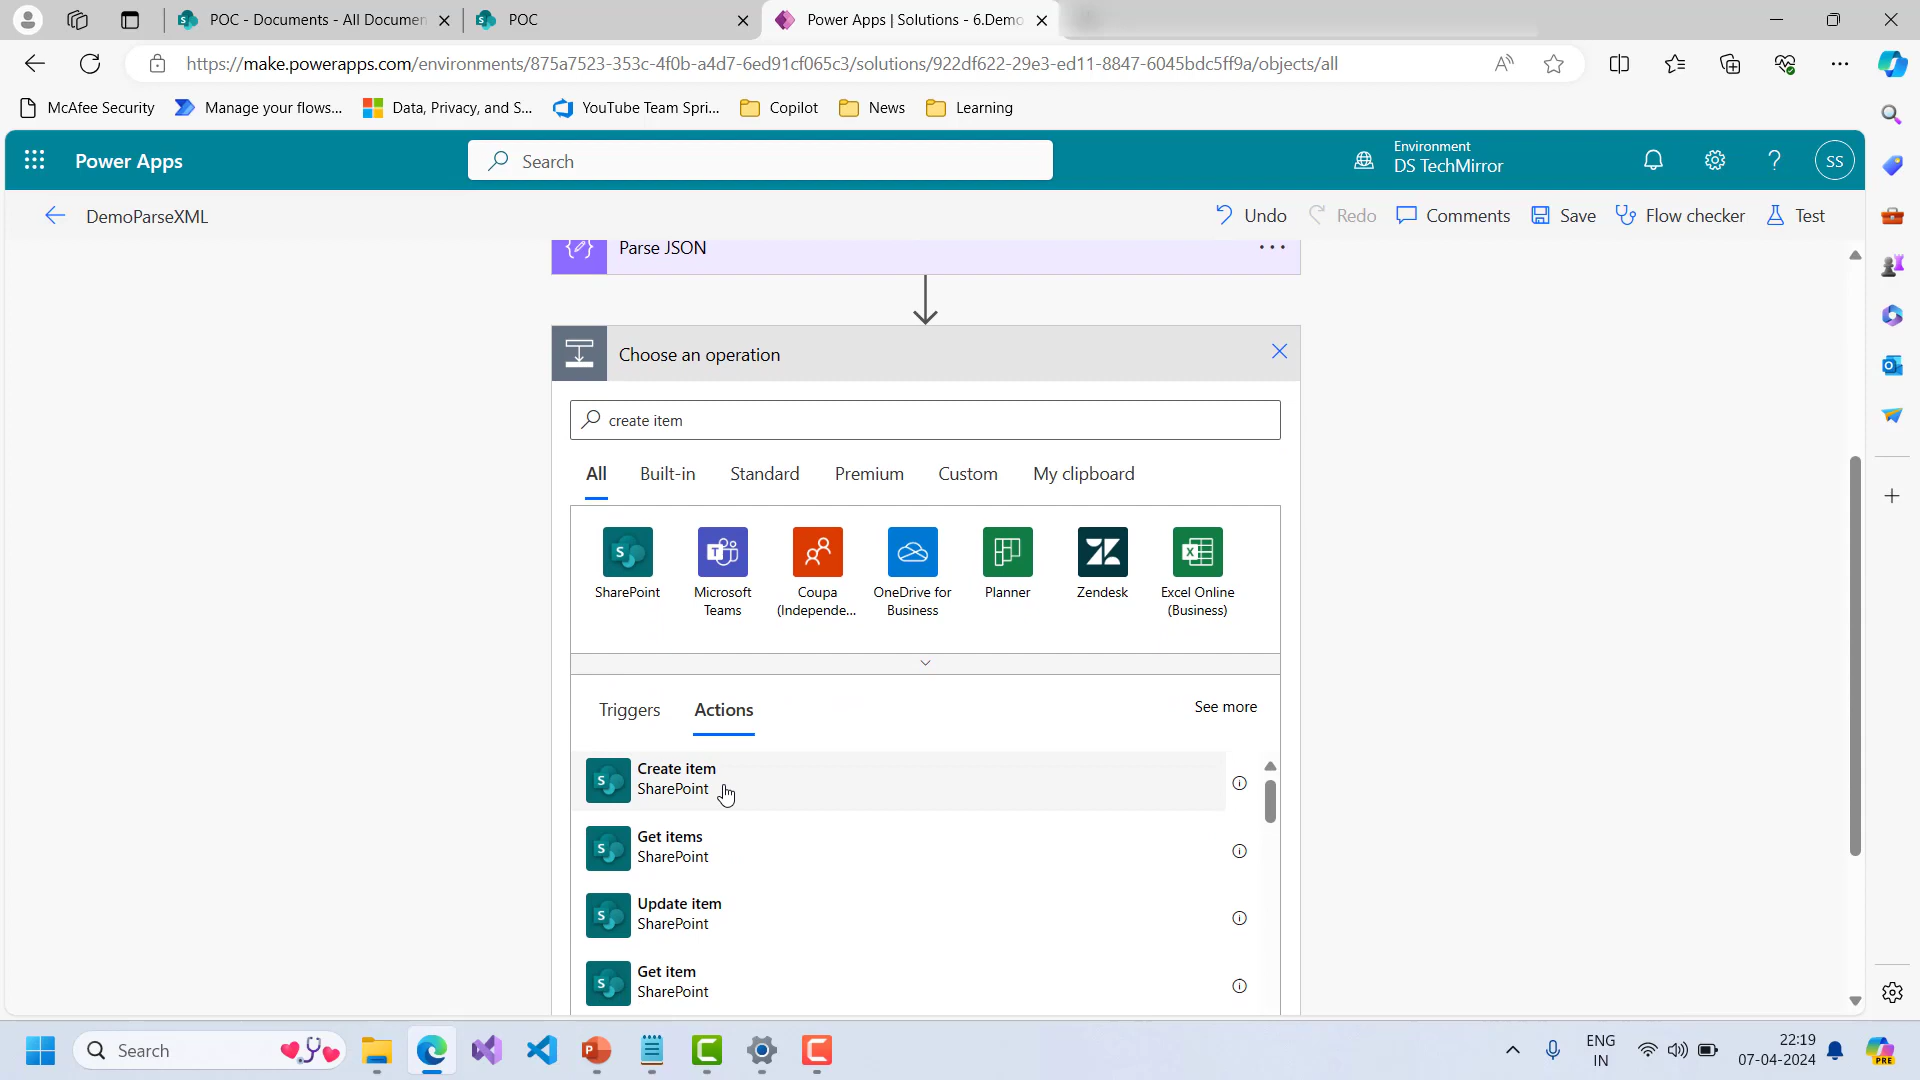 POC - Documents - All Documen
POC
Power Apps | Solutions - 6.Demo
https://make.powerapps.com/environments/875a7523-353c-4f0b-a4d7-6ed91cf065c3/solutions/922df622-29e3-ed11-8847-6045bdc5ff9a/objects/all
McAfee Security
Manage your flows...
Data, Privacy, and S...
YouTube Team Spri...
Copilot
News
Learning
Power Apps
Search
Environment
DS TechMirror
SS
DemoParseXML
Undo
Redo
Comments
Save
Flow checker
Test
Parse JSON
Choose an operation
create item
All
Built-in
Standard
Premium
Custom
My clipboard
SharePoint
Microsoft
Teams
Coupa
(Independe...
OneDrive for
Business
Planner
Zendesk
Excel Online
(Business)
Triggers
Actions
See more
Create item
SharePoint
Get items
SharePoint
Update item
SharePoint
Get item
SharePoint
Search
ENG
IN
22:19
07-04-2024
PRE